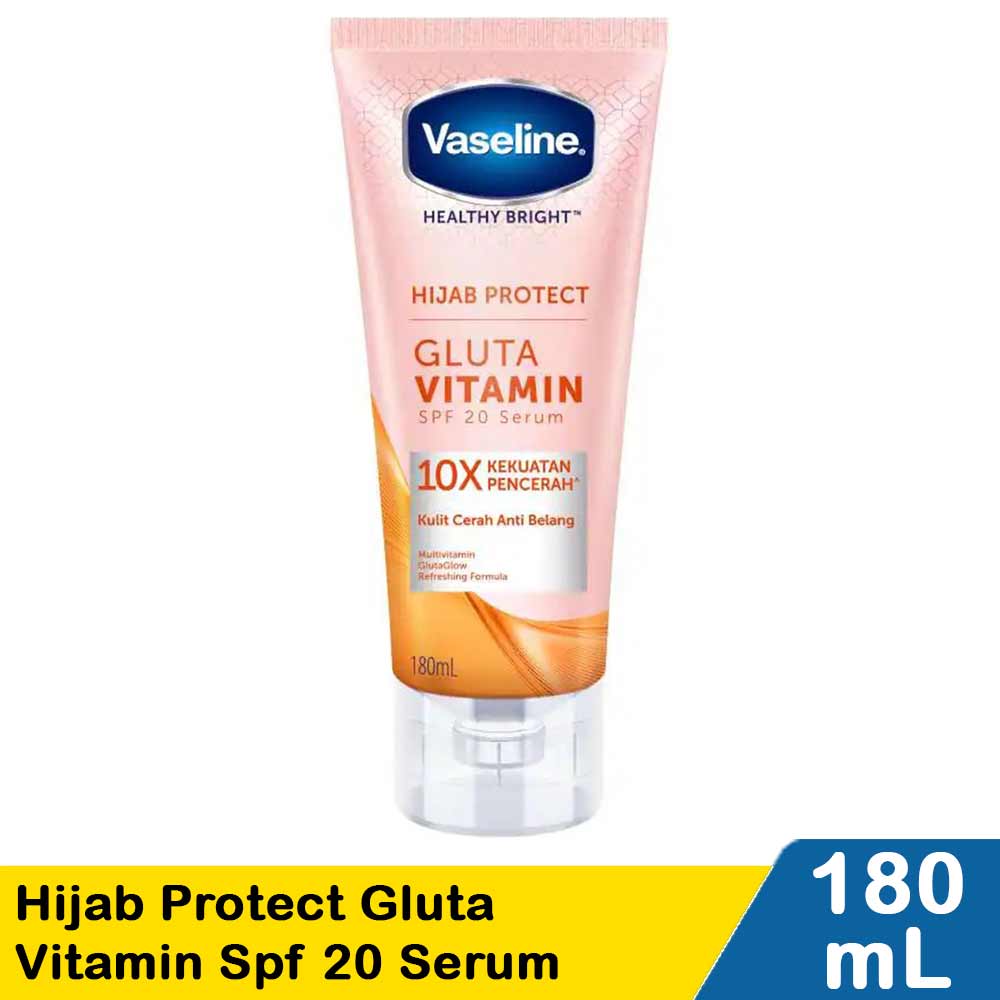 Vaseline®
HEALTHY BRIGHT™
HIJAB PROTECT
GLUTA
VITAMIN
SPF 20 Serum
10X KEKUATAN
PENCERAH^
Kulit Cerah Anti Belang
Multivitamin
GlutaGlow
Refreshing Formula
180mL
Hijab Protect Gluta
Vitamin Spf 20 Serum
180
mL